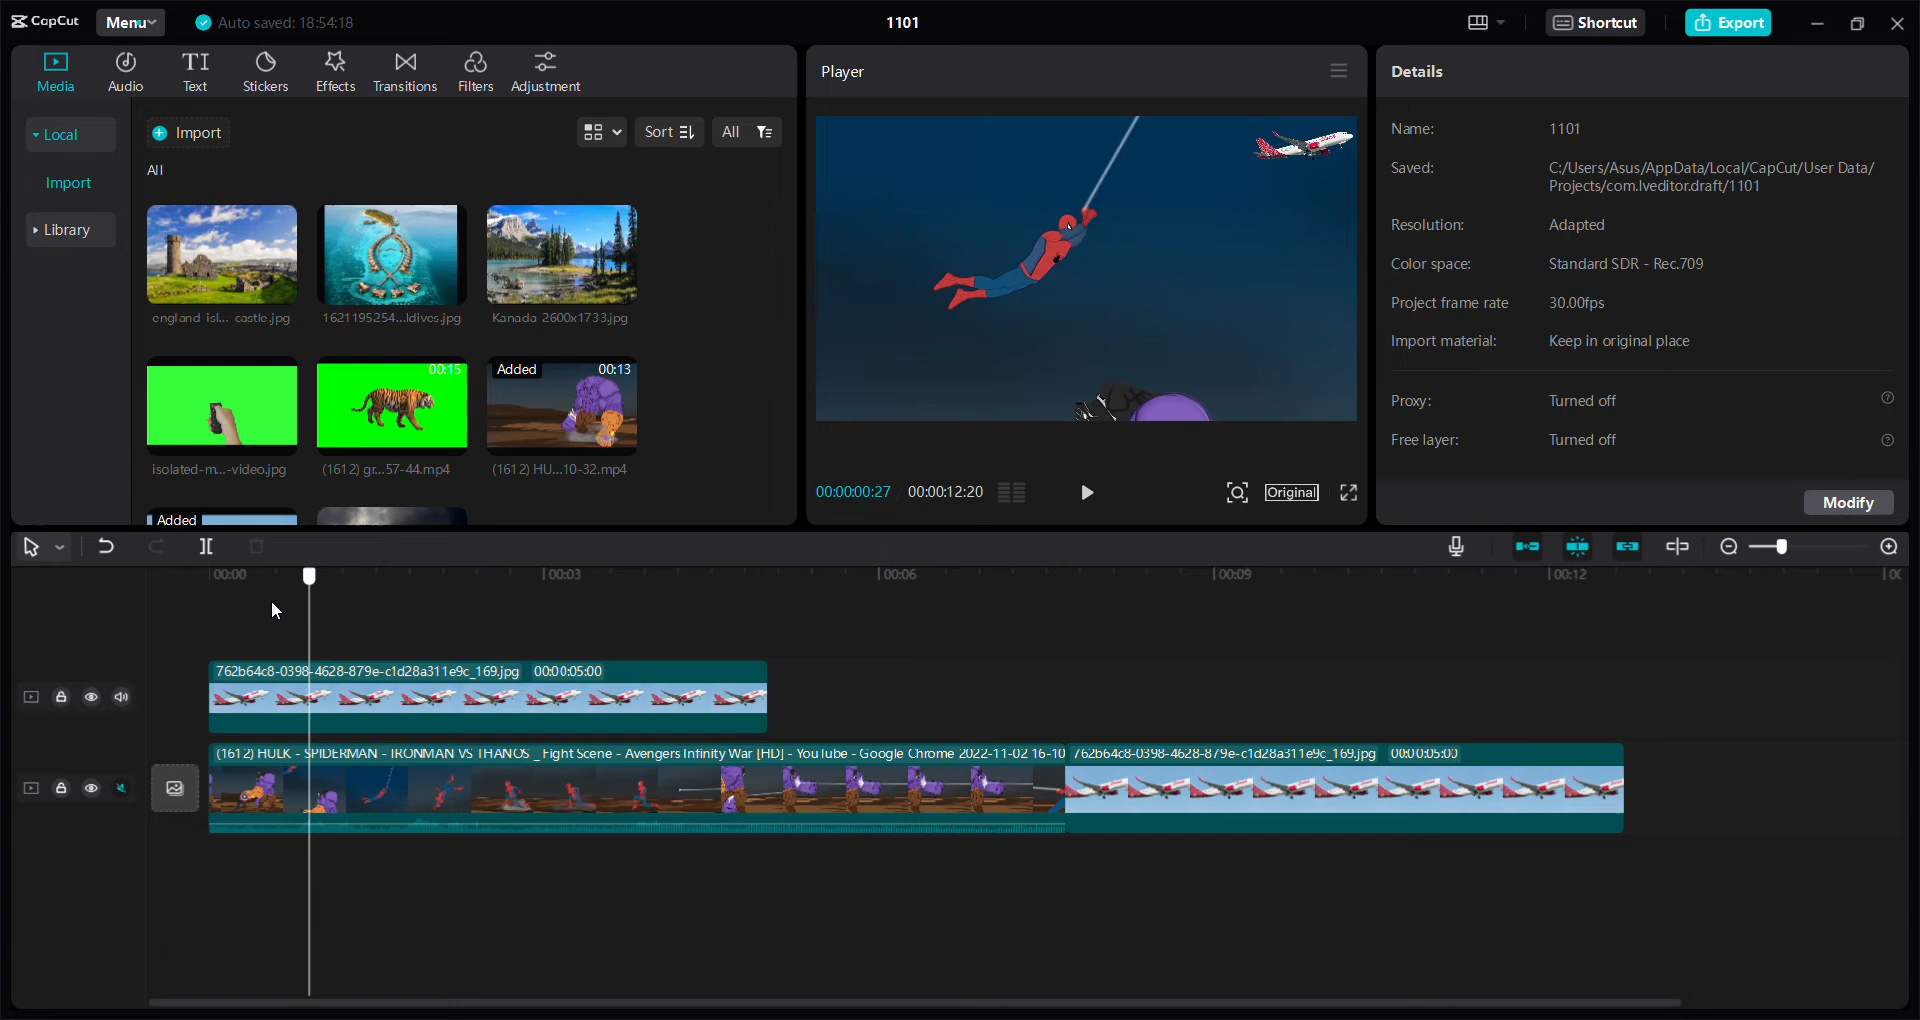 CapCut
Menu
Auto saved: 18:54:18
1101
Shortcut
Export
Media
Audio
TI Text
Stickers
Effects
Transitions
Filters
Adjustment
Player
Details
Local
Import
Sort
All
Import
Library
All
england isl... castle.jpg
1621195254...ldives.jpg
Kanada 2600x1733.jpg
00:15
Added
00:13
isolated-m...-video.jpg
(1612) gr...57-44.mp4
(1612) HU...10-32.mp4
Added
00:00:00:27
00:00:12:20
Original
Name: 1101
Saved: C:/Users/Asus/AppData/Local/CapCut/User Data/
Projects/com.lveditor.draft/1101
Resolution: Adapted
Color space: Standard SDR - Rec.709
Project frame rate 30.00fps
Import material: Keep in original place
Proxy: Turned off
Free layer: Turned off
Modify
00:00
00:03
00:06
00:09
00:12
762b64c8-0398-4628-879e-c1d28a311e9c_169.jpg 00:00:05:00
(1612) HULK - SPIDERMAN - IRONMAN VS THANOS _ Fight Scene - Avengers Infinity War [HD] - YouTube - Google Chrome 2022-11-02 16-10
762b64c8-0398-4628-879e-c1d28a311e9c_169.jpg 00:00:05:00